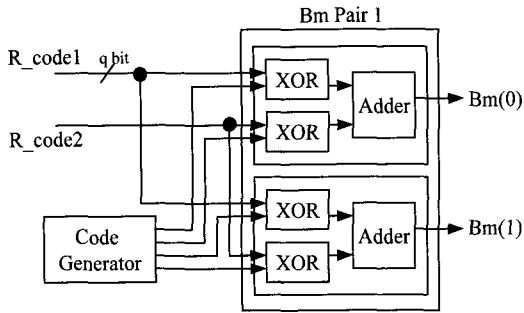 Bm Pair 1
R_code1
q bit
XOR
Adder
Bm(0)
R_code2
XOR
XOR
Adder
Bm(1)
XOR
Code
Generator